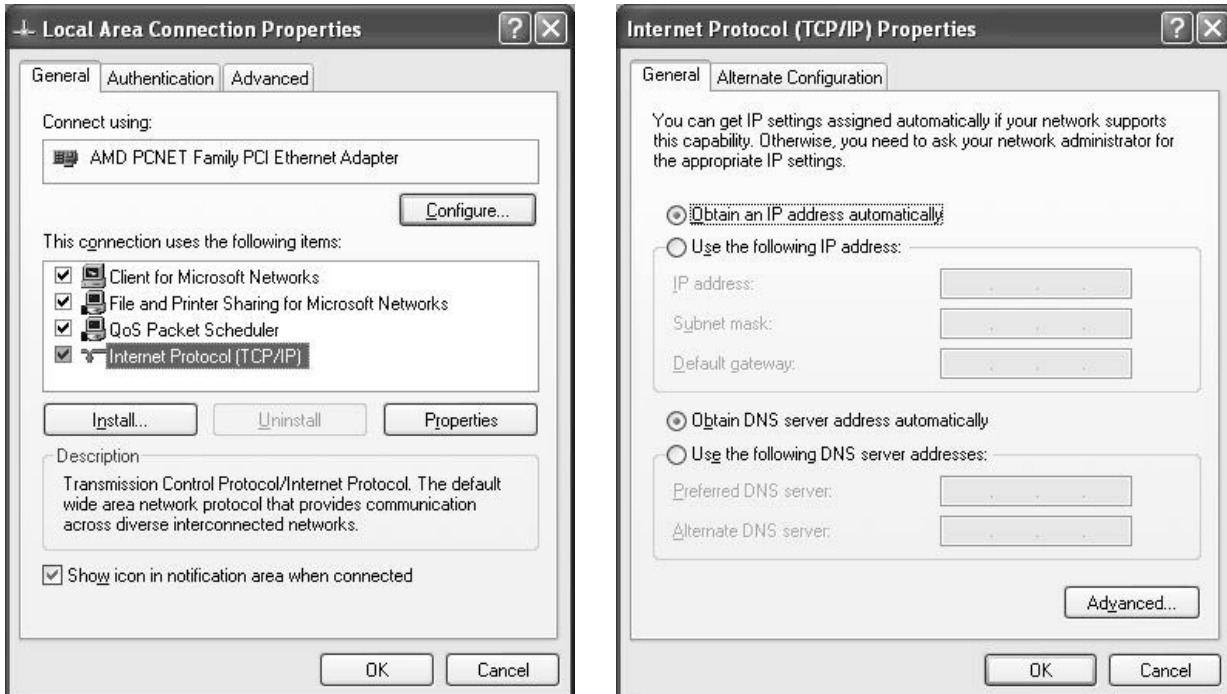 Local Area Connection Properties
General Authentication Advanced
Connect using:
AMD PCNET Family PCI Ethernet Adapter
Configure...
This connection uses the following items:
Client for Microsoft Networks
File and Printer Sharing for Microsoft Networks
QoS Packet Scheduler
Internet Protocol (TCP/IP)
Install... Uninstall Properties
Description
Transmission Control Protocol/Internet Protocol. The default
wide area network protocol that provides communication
across diverse interconnected networks.
Show icon in notification area when connected
OK Cancel
Internet Protocol (TCP/IP) Properties
General Alternate Configuration
You can get IP settings assigned automatically if your network supports
this capability. Otherwise, you need to ask your network administrator for
the appropriate IP settings.
Obtain an IP address automatically
Use the following IP address:
IP address:
Subnet mask:
Default gateway:
Obtain DNS server address automatically
Use the following DNS server addresses:
Preferred DNS server:
Alternate DNS server:
Advanced...
OK Cancel